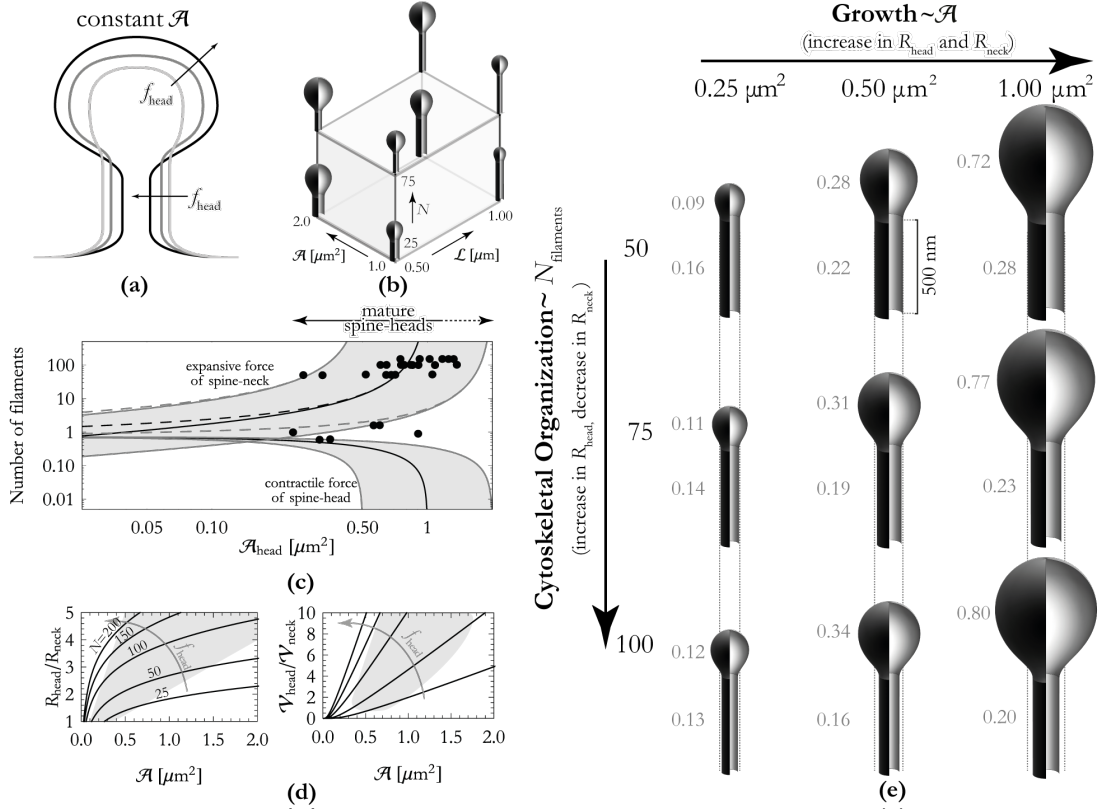 constant 𝒜
f_head
f_head
(a)
75
N
25
2.0
𝒜 [μm²]
1.0
0.50
ℒ [μm]
1.00
(b)
mature
spine-heads
expansive force
of spine-neck
contractile force
of spine-head
Number of filaments
100
10
1
0.10
0.01
0.05 0.10 0.50 1
𝒜_head [μm²]
(c)
R_head/R_neck
5
4
3
2
1
N=200
150
100
50
25
f_head
0.0 0.5 1.0 1.5 2.0
𝒜 [μm²]
𝒱_head/𝒱_neck
10
8
6
4
2
0
f_head
0.0 0.5 1.0 1.5 2.0
𝒜 [μm²]
(d)
Growth~𝒜
(increase in R_head and R_neck)
0.25 μm² 0.50 μm² 1.00 μm²
Cytoskeletal Organization~ N_filaments
(increase in R_head, decrease in R_neck)
50
0.09 0.28 0.72
0.16 0.22 0.28
500 nm
75
0.11 0.31 0.77
0.14 0.19 0.23
100
0.12 0.34 0.80
0.13 0.16 0.20
(e)